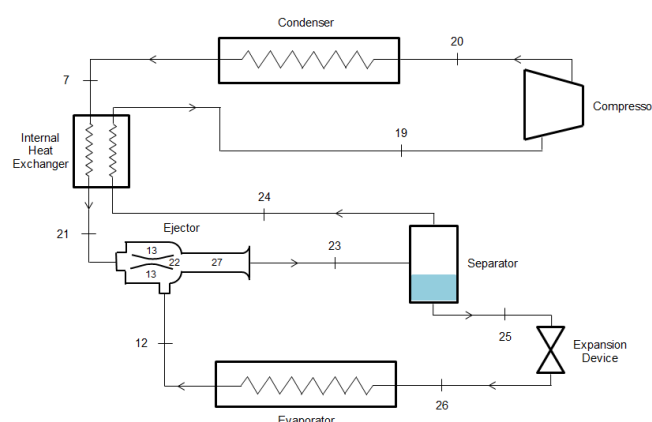 Condenser
20
7
Compresso
19
Internal
Heat
Exchanger
24
21
Ejector
13
22
27
13
23
Separator
12
25
Expansion
Device
26
Evaporator